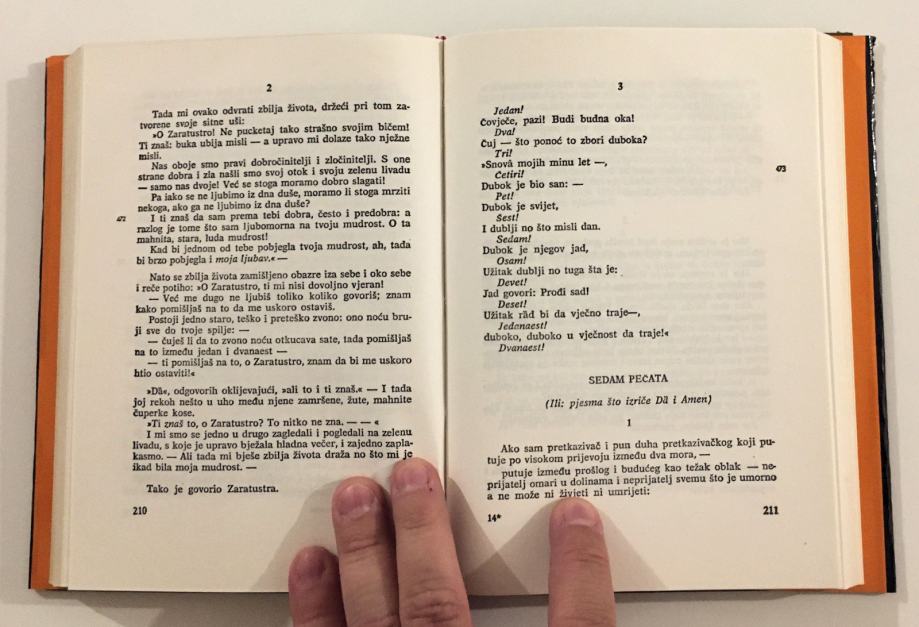 2
Tada mi ovako odvrati zbilja života, držeći pri tom za-
tvorene svoje sitne uši:
»O Zaratustro! Ne pucketaj tako strašno svojim bičem!
Ti znaš: buka ubija misli — a upravo mi dolaze tako nježne
misli.
Nas oboje smo pravi dobročinitelji i zločinitelji. S one
strane dobra i zla našli smo svoj otok i svoju zelenu livadu
— samo nas dvoje! Već se stoga moramo dobro slagati!
Pa iako se ne ljubimo iz dna duše, moramo li stoga mrziti
nekoga, ako ga ne ljubimo iz dna duše?
472
I ti znaš da sam prema tebi dobra, često i predobra: a
razlog je tome što sam ljubomorna na tvoju mudrost. O ta
mahnita, stara, luda mudrost!
Kad bi jednom od tebe pobjegla tvoja mudrost, ah, tada
bi brzo pobjegla i moja ljubav.« —
Nato se zbilja života zamišljeno obazre iza sebe i oko sebe
i reče potiho: »O Zaratustro, ti mi nisi dovoljno vjeran!
— Već me dugo ne ljubiš toliko koliko govoriš; znam
kako pomišljaš na to da me uskoro ostaviš.
Postoji jedno staro, teško i preteško zvono: ono noću bru-
ji sve do tvoje spilje: —
— čuješ li da to zvono noću otkucava sate, tada pomišljaš
na to između jedan i dvanaest —
— ti pomišljaš na to, o Zaratustro, znam da bi me uskoro
htio ostaviti!«
»Dā«, odgovorih oklijevajući, »ali to i ti znaš.« — I tada
joj rekoh nešto u uho među njene zamršene, žute, mahnite
čuperke kose.
»Ti znaš to, o Zaratustro? To nitko ne zna. — — «
I mi smo se jedno u drugo zagledali i pogledali na zelenu
livadu, s koje je upravo bježala hladna večer, i zajedno zapla-
kasmo. — Ali tada mi bješe zbilja života draža no što mi je
ikad bila moja mudrost. —
Tako je govorio Zaratustra.
210
3
Jedan!
Čovječe, pazi! Budi budna oka!
Dva!
Čuj — što ponoć to zbori duboka?
Tri!
»Snovā mojih minu let —,
473
Četiri!
Dubok je bio san: —
Pet!
Dubok je svijet,
Šest!
I dublji no što misli dan.
Sedam!
Dubok je njegov jad,
Osam!
Užitak dublji no tuga šta je:
Devet!
Jad govori: Prođi sad!
Deset!
Užitak rād bi da vječno traje—,
Jedanaest!
duboko, duboko u vječnost da traje!«
Dvanaest!
SEDAM PEČATA
(Ili: pjesma što izriče Dā i Amen)
1
Ako sam pretkazivač i pun duha pretkazivačkog koji pu-
tuje po visokom prijevoju između dva mora, —
putuje između prošlog i budućeg kao težak oblak — ne-
prijatelj omari u dolinama i neprijatelj svemu što je umorno
a ne može ni živjeti ni umrijeti:
14*
211